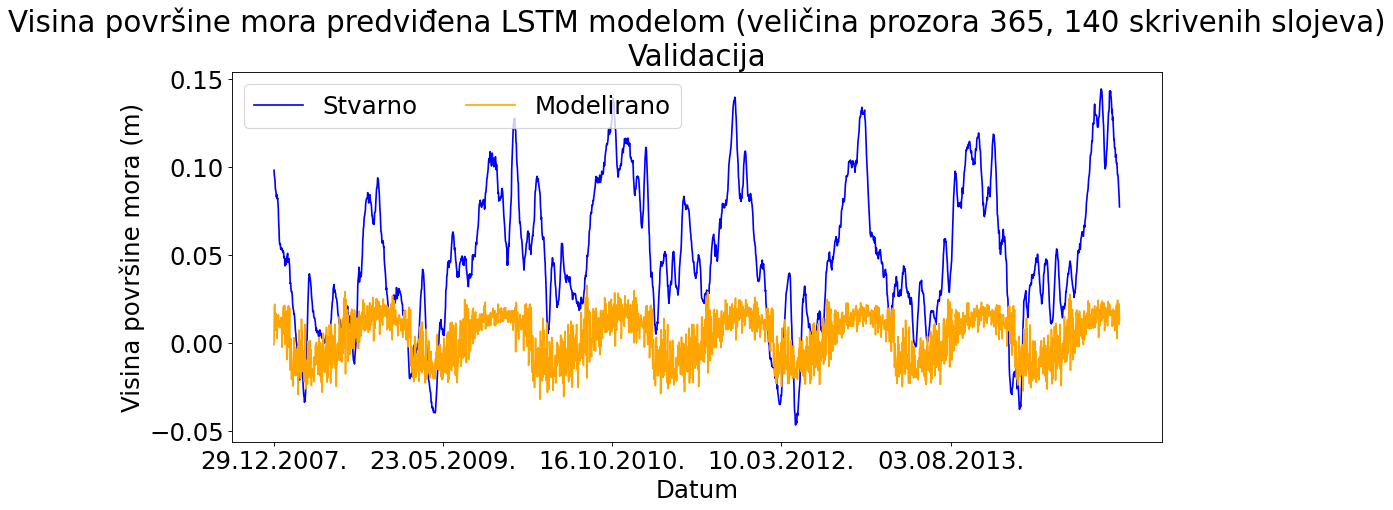 Visina površine mora predviđena LSTM modelom (veličina prozora 365, 140 skrivenih slojeva)
Validacija
Stvarno
Modelirano
Visina površine mora (m)
0.15
0.10
0.05
0.00
−0.05
29.12.2007.
23.05.2009.
16.10.2010.
10.03.2012.
03.08.2013.
Datum